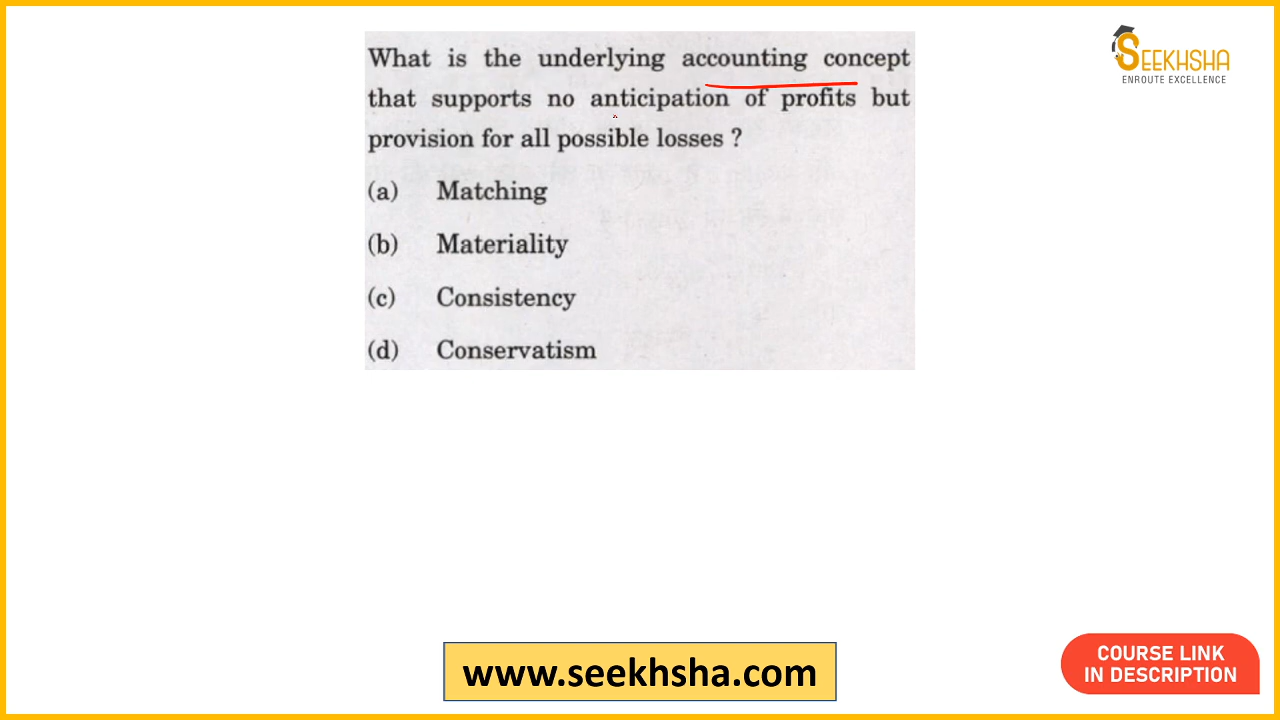 What is the underlying accounting concept
that supports no anticipation of profits but
provision for all possible losses ?
(a) Matching
(b) Materiality
(c) Consistency
(d) Conservatism
SEEKHSHA
ENROUTE EXCELLENCE
www.seekhsha.com
COURSE LINK
IN DESCRIPTION